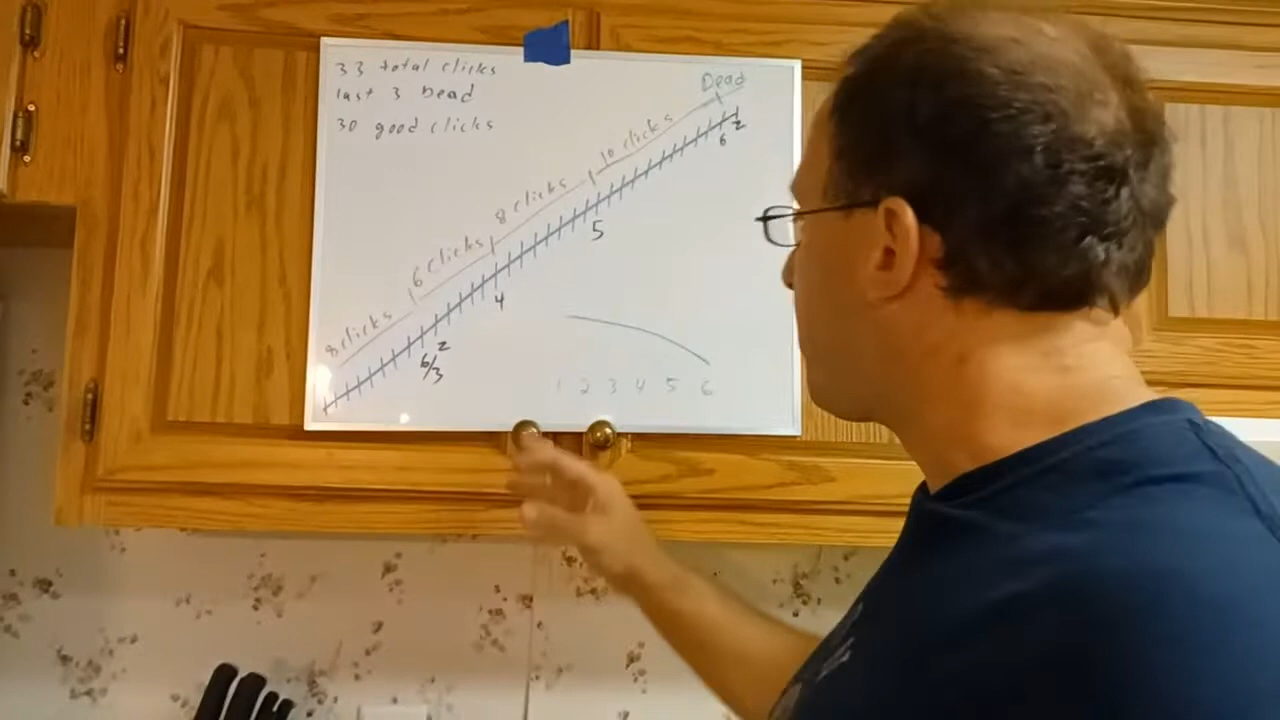 33 total clicks
last 3 Dead
30 good clicks
Dead
10 clicks
8 clicks
6 clicks
8 clicks
6
2
5
4
2
6/3
1 2 3 4 5 6